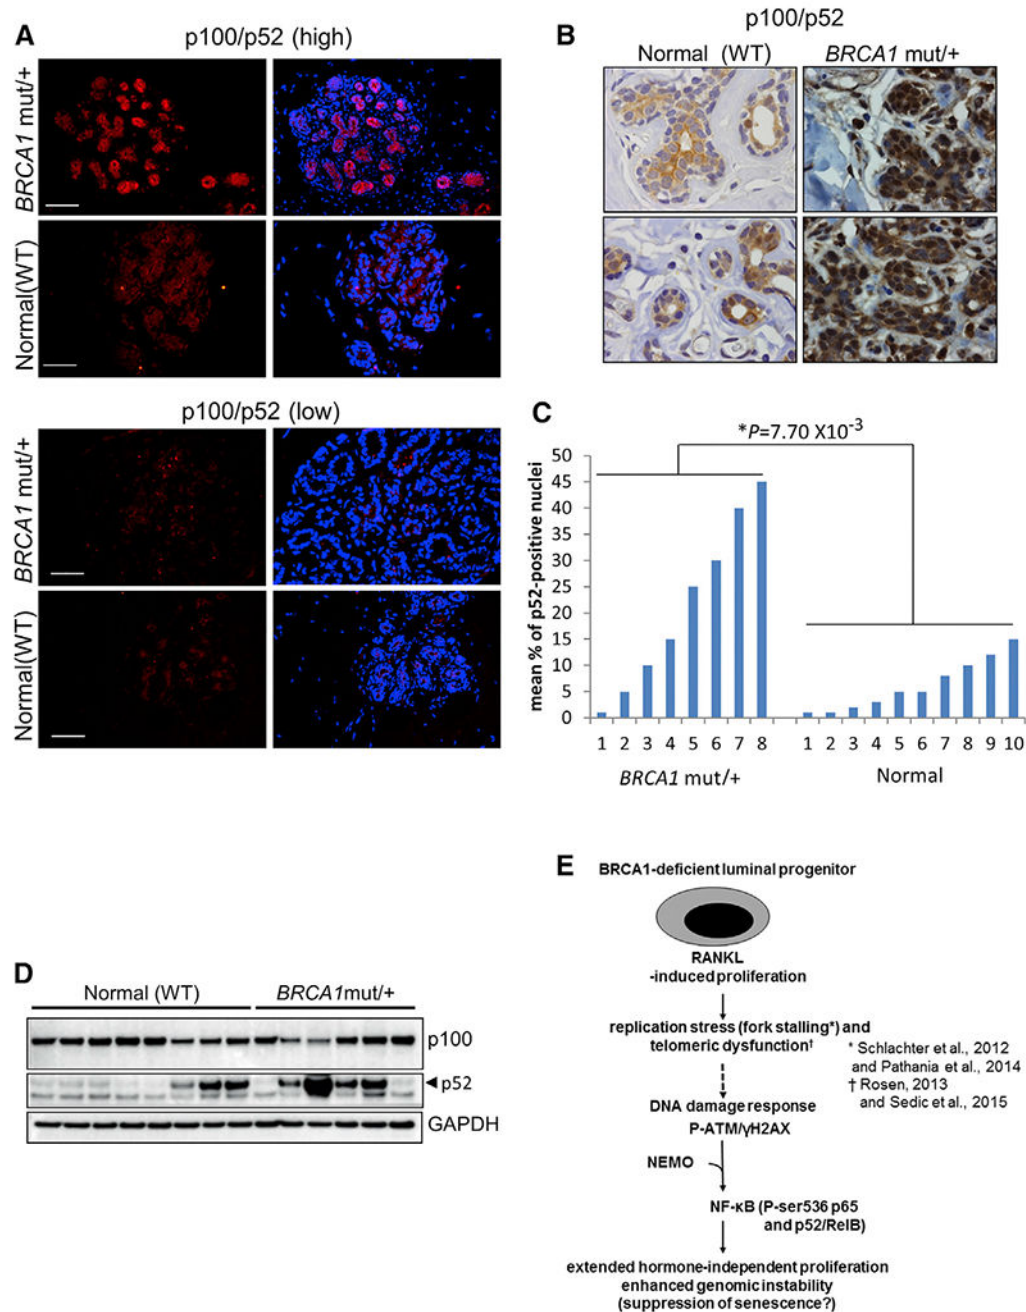 A
p100/p52 (high)
BRCA1 mut/+
Normal(WT)
p100/p52 (low)
BRCA1 mut/+
Normal(WT)
B
p100/p52
Normal (WT)
BRCA1 mut/+
C
*P=7.70 X10-3
mean % of p52-positive nuclei
50
45
40
35
30
25
20
15
10
5
0
1 2 3 4 5 6 7 8
1 2 3 4 5 6 7 8 9 10
BRCA1 mut/+
Normal
D
Normal (WT)
BRCA1mut/+
p100
p52
GAPDH
E
BRCA1-deficient luminal progenitor
RANKL
-induced proliferation
replication stress (fork stalling*) and
telomeric dysfunction†
* Schlachter et al., 2012
and Pathania et al., 2014
† Rosen, 2013
and Sedic et al., 2015
DNA damage response
P-ATM/γH2AX
NEMO
NF-κB (P-ser536 p65
and p52/RelB)
extended hormone-independent proliferation
enhanced genomic instability
(suppression of senescence?)